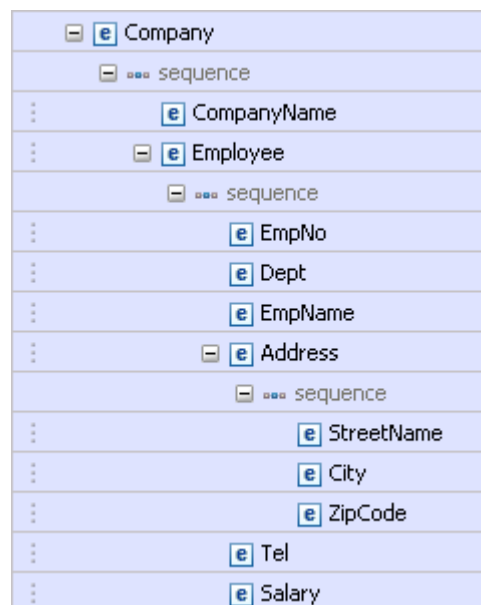 e Company
sequence
e CompanyName
e Employee
sequence
e EmpNo
e Dept
e EmpName
e Address
sequence
e StreetName
e City
e ZipCode
e Tel
e Salary